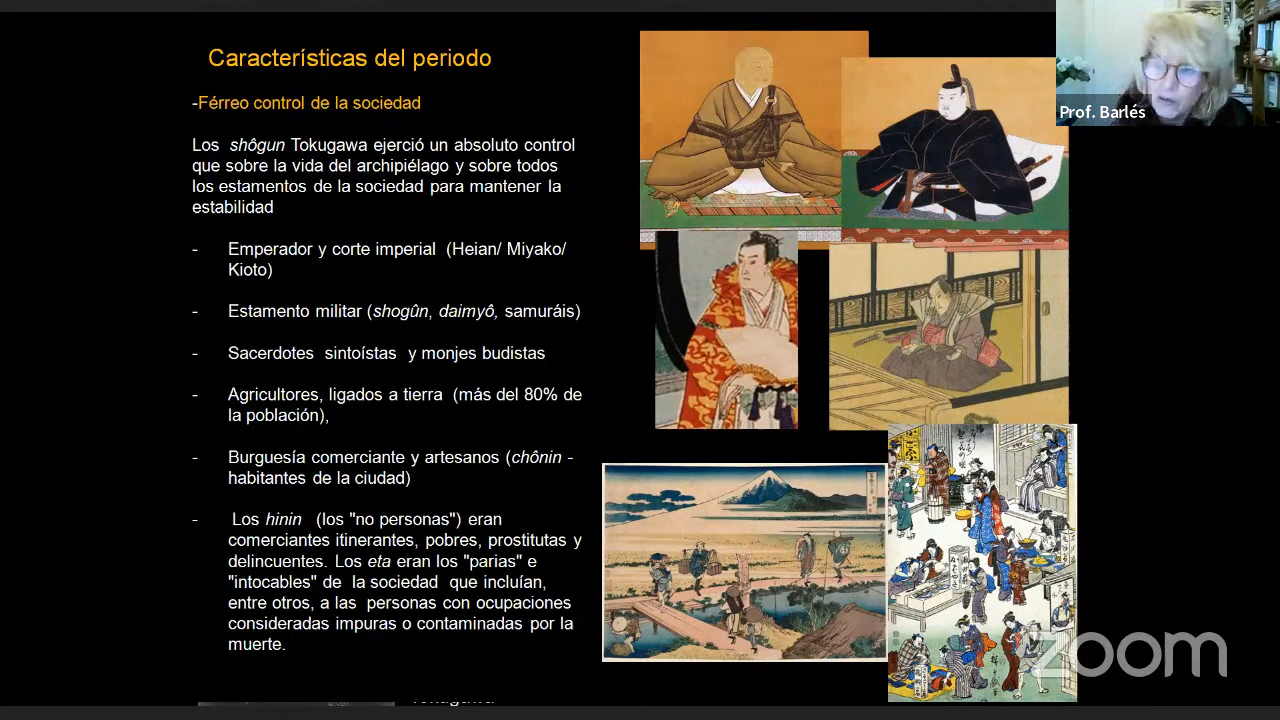 Características del periodo
-Férreo control de la sociedad
Los shôgun Tokugawa ejerció un absoluto control
que sobre la vida del archipiélago y sobre todos
los estamentos de la sociedad para mantener la
estabilidad
- Emperador y corte imperial (Heian/ Miyako/
Kioto)
- Estamento militar (shogûn, daimyô, samuráis)
- Sacerdotes sintoístas y monjes budistas
- Agricultores, ligados a tierra (más del 80% de
la población),
- Burguesía comerciante y artesanos (chônin -
habitantes de la ciudad)
- Los hinin (los "no personas") eran
comerciantes itinerantes, pobres, prostitutas y
delincuentes. Los eta eran los "parias" e
"intocables" de la sociedad que incluían,
entre otros, a las personas con ocupaciones
consideradas impuras o contaminadas por la
muerte.
Prof. Barlés
zoom